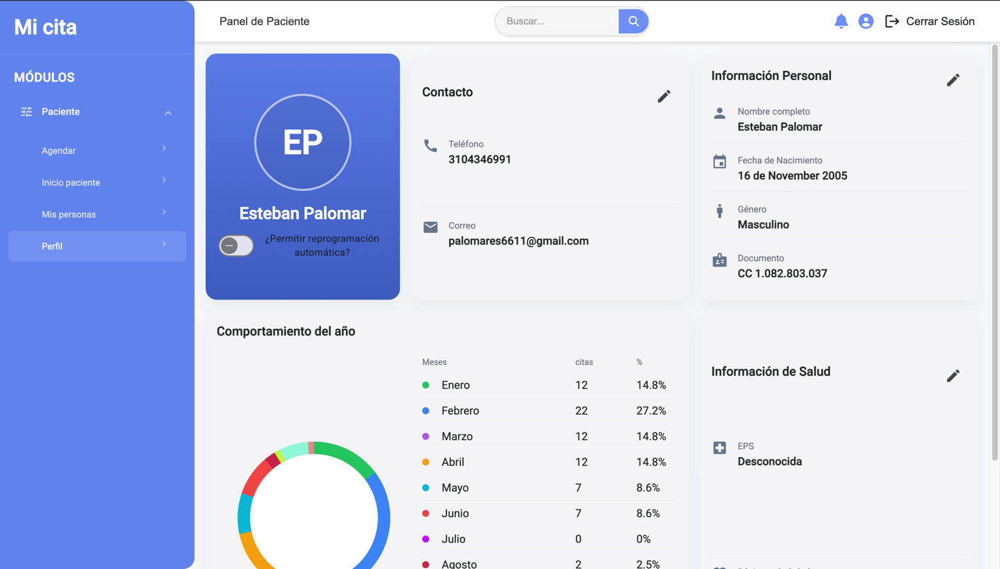 Mi cita
Panel de Paciente
Buscar...
Cerrar Sesión
MÓDULOS
Paciente
Agendar
Inicio paciente
Mis personas
Perfil
EP
Esteban Palomar
¿Permitir reprogramación
automática?
Contacto
Teléfono
3104346991
Correo
palomares6611@gmail.com
Información Personal
Nombre completo
Esteban Palomar
Fecha de Nacimiento
16 de November 2005
Género
Masculino
Documento
CC 1.082.803.037
Comportamiento del año
Meses citas %
Enero 12 14.8%
Febrero 22 27.2%
Marzo 12 14.8%
Abril 12 14.8%
Mayo 7 8.6%
Junio 7 8.6%
Julio 0 0%
Agosto 2 2.5%
Información de Salud
EPS
Desconocida